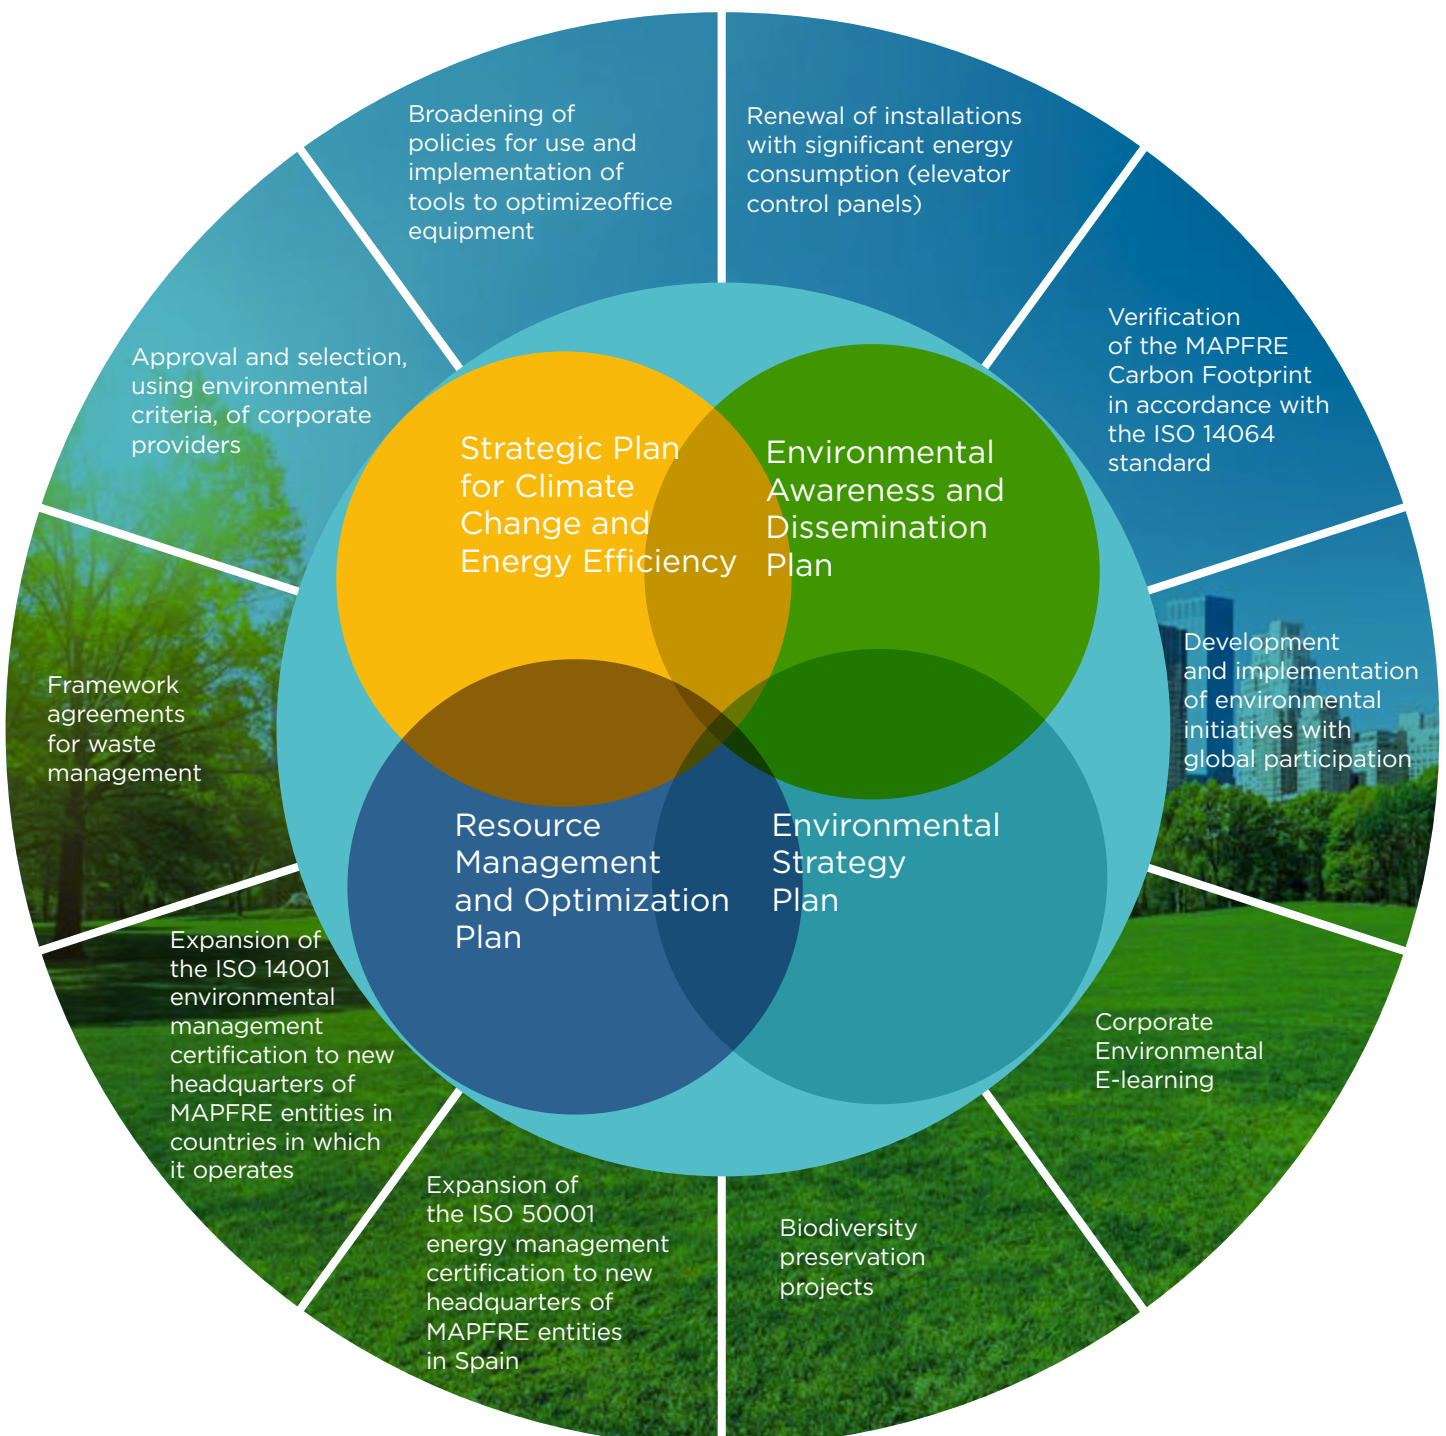 Broadening of
policies for use and
implementation of
tools to optimizeoffice
equipment
Renewal of installations
with significant energy
consumption (elevator
control panels)
Verification
of the MAPFRE
Carbon Footprint
in accordance with
the ISO 14064
standard
Development
and implementation
of environmental
initiatives with
global participation
Corporate
Environmental
E-learning
Biodiversity
preservation
projects
Expansion of
the ISO 50001
energy management
certification to new
headquarters of
MAPFRE entities
in Spain
Expansion of
the ISO 14001
environmental
management
certification to new
headquarters of
MAPFRE entities in
countries in which
it operates
Framework
agreements
for waste
management
Approval and selection,
using environmental
criteria, of corporate
providers
Strategic Plan
for Climate
Change and
Energy Efficiency
Environmental
Awareness and
Dissemination
Plan
Resource
Management
and Optimization
Plan
Environmental
Strategy
Plan